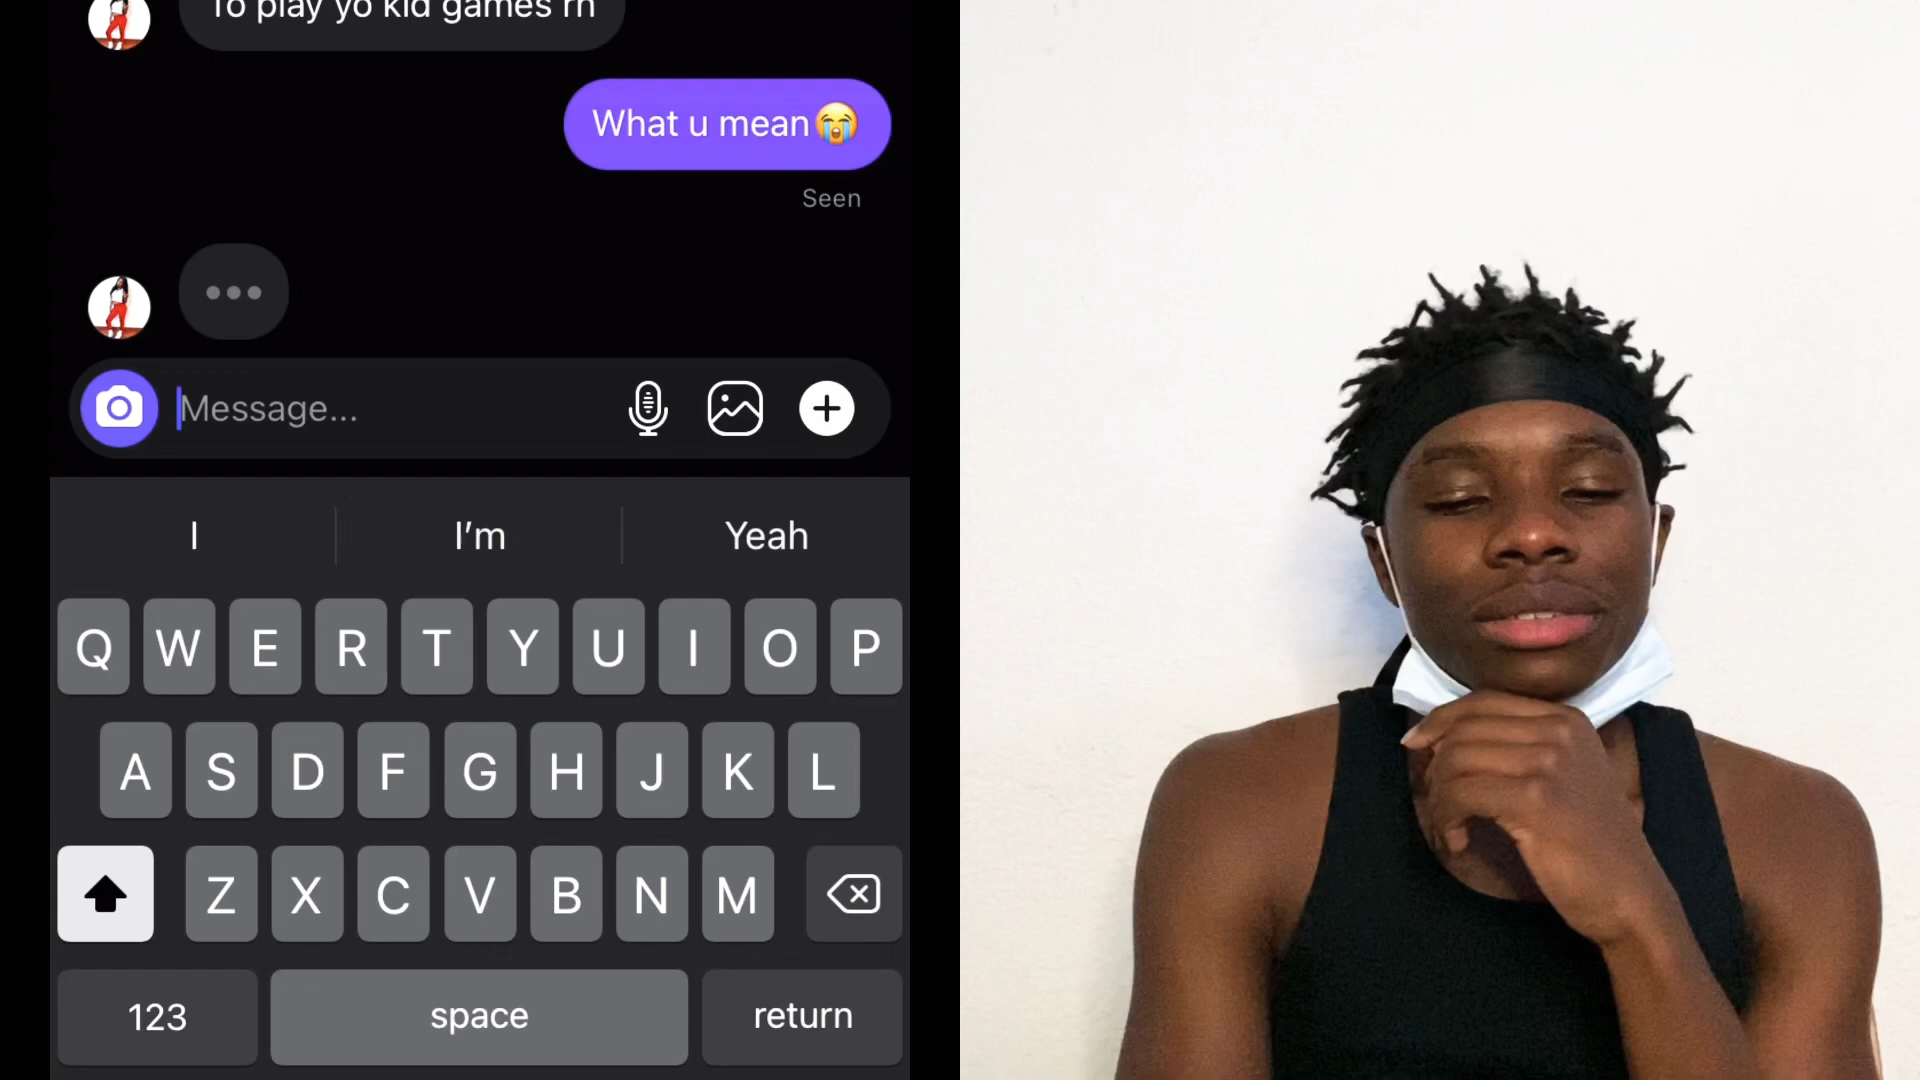 To play yo kid games rn
What u mean😭
Seen
Message...
I
I’m
Yeah
Q W E R T Y U I O P
A S D F G H J K L
Z X C V B N M
123
space
return